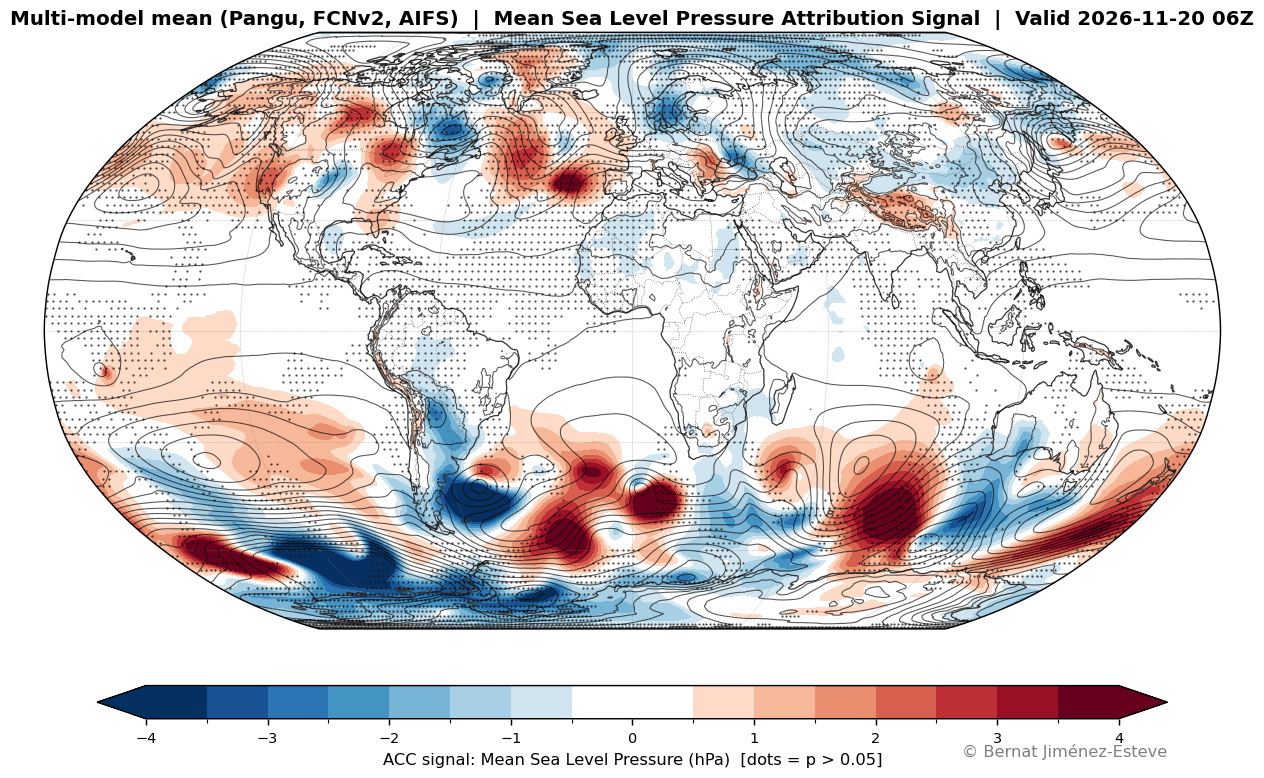 Multi-model mean (Pangu, FCNv2, AIFS)  |  Mean Sea Level Pressure Attribution Signal  |  Valid 2026-11-20 06Z
−4 −3 −2 −1 0 1 2 3 4
ACC signal: Mean Sea Level Pressure (hPa)  [dots = p > 0.05]
© Bernat Jiménez-Esteve